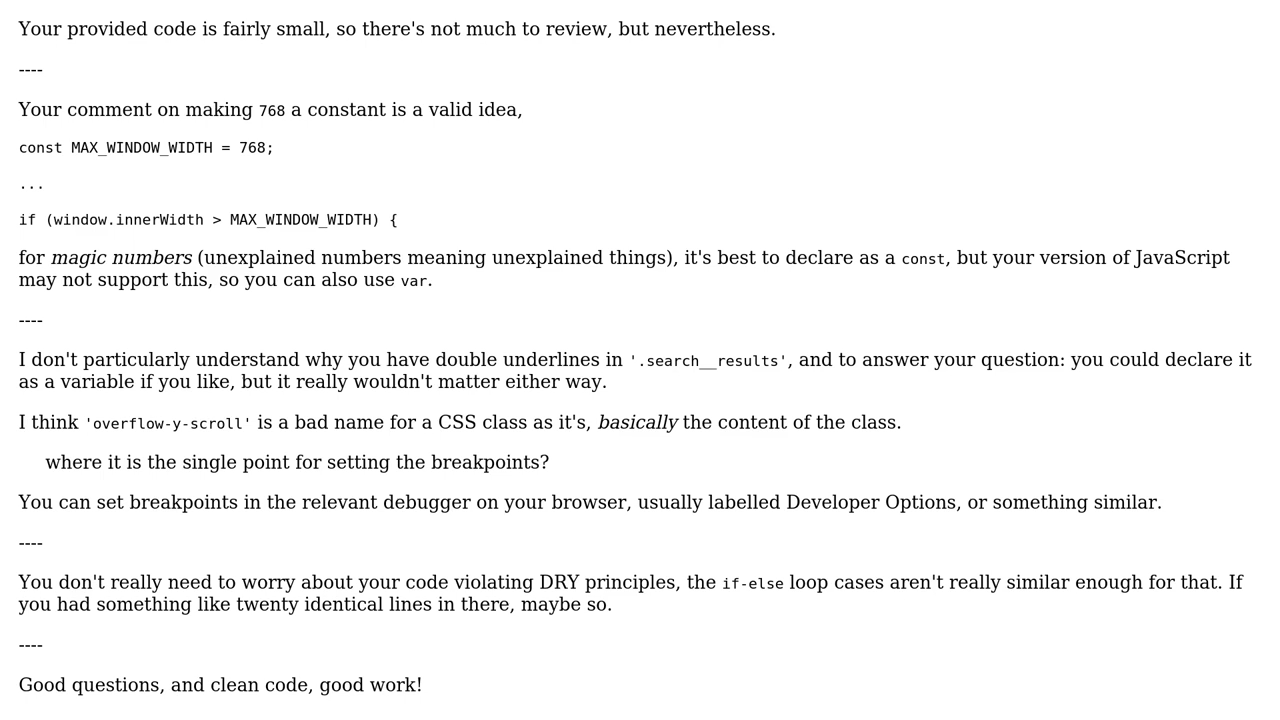 Your provided code is fairly small, so there's not much to review, but nevertheless.
----
Your comment on making 768 a constant is a valid idea,
const MAX_WINDOW_WIDTH = 768;
...
if (window.innerWidth > MAX_WINDOW_WIDTH) {
for magic numbers (unexplained numbers meaning unexplained things), it's best to declare as a const, but your version of JavaScript
may not support this, so you can also use var.
----
I don't particularly understand why you have double underlines in '.search__results', and to answer your question: you could declare it
as a variable if you like, but it really wouldn't matter either way.
I think 'overflow-y-scroll' is a bad name for a CSS class as it's, basically the content of the class.
where it is the single point for setting the breakpoints?
You can set breakpoints in the relevant debugger on your browser, usually labelled Developer Options, or something similar.
----
You don't really need to worry about your code violating DRY principles, the if-else loop cases aren't really similar enough for that. If
you had something like twenty identical lines in there, maybe so.
----
Good questions, and clean code, good work!